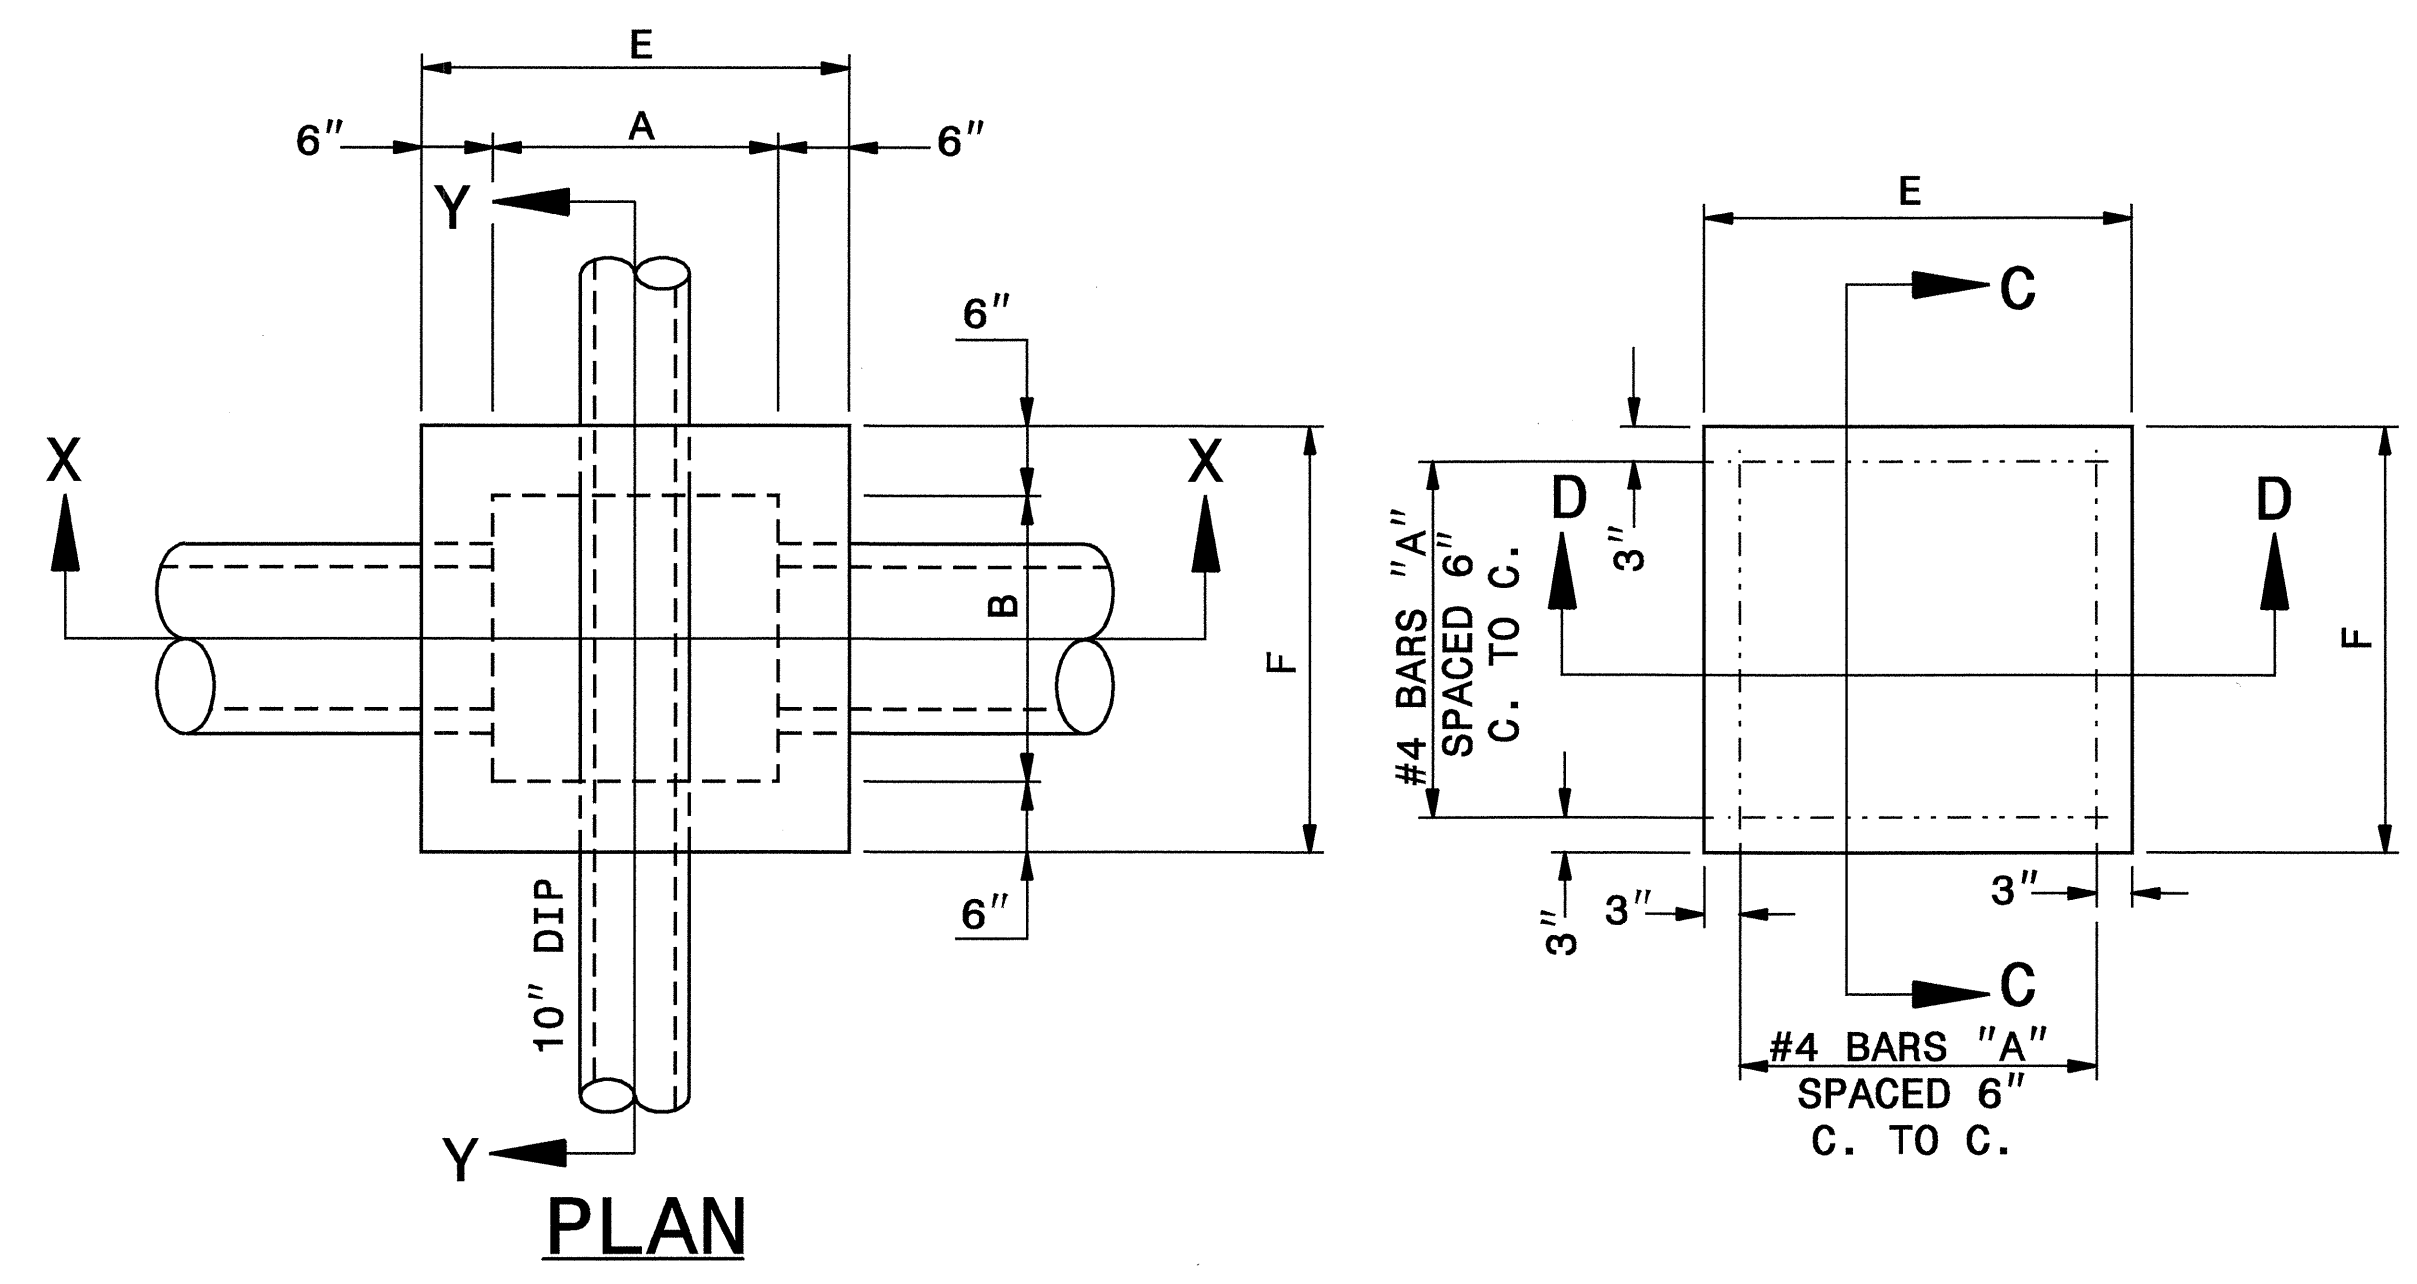 E
6" A 6"
Y
6"
X X
B
F
10" DIP
6"
Y
PLAN
E
C
D D
3"
#4 BARS "A"
SPACED 6"
C. TO C.
F
3"
3" 3"
C
#4 BARS "A"
SPACED 6"
C. TO C.